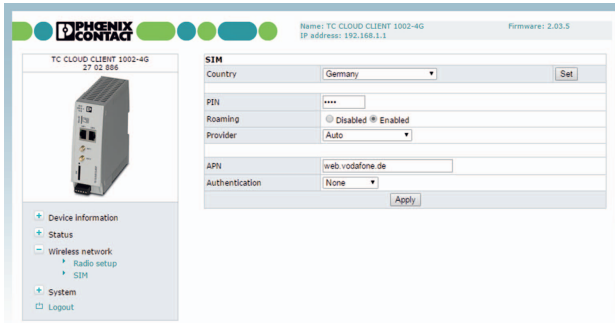 PHŒNIX
CONTACT
Name: TC CLOUD CLIENT 1002-4G
IP address: 192.168.1.1
Firmware: 2.03.5
TC CLOUD CLIENT 1002-4G
27 02 886
Device information
Status
Wireless network
Radio setup
SIM
System
Logout
SIM
Country Germany Set
PIN ••••
Roaming Disabled Enabled
Provider Auto
APN web.vodafone.de
Authentication None
Apply